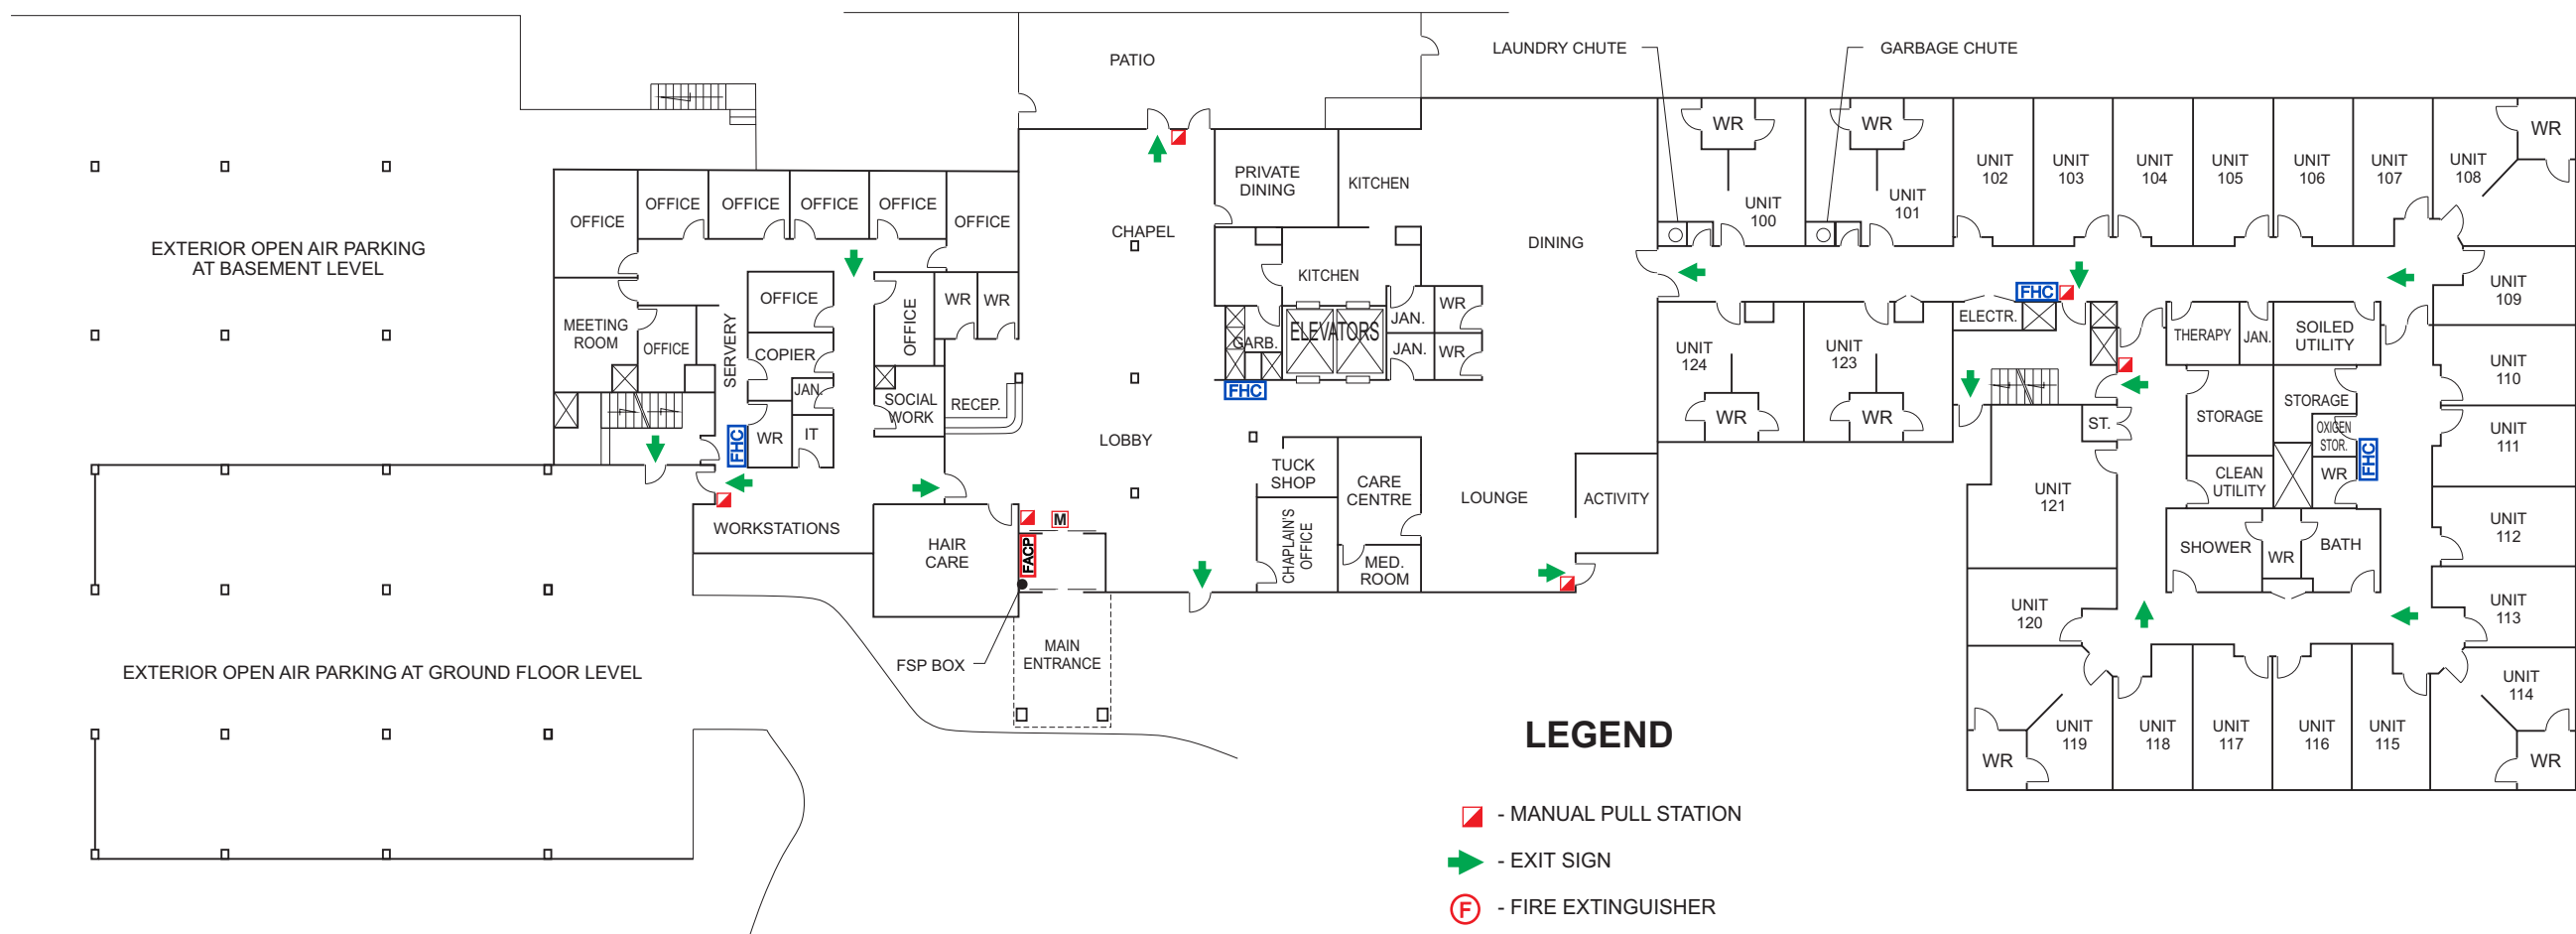 LAUNDRY CHUTE
GARBAGE CHUTE
PATIO
WR
WR
WR
PRIVATE
DINING
KITCHEN
UNIT
100
UNIT
101
UNIT
102
UNIT
103
UNIT
104
UNIT
105
UNIT
106
UNIT
107
UNIT
108
OFFICE
OFFICE
OFFICE
OFFICE
OFFICE
OFFICE
CHAPEL
DINING
EXTERIOR OPEN AIR PARKING
AT BASEMENT LEVEL
KITCHEN
OFFICE
WR
WR
WR
FHC
UNIT
109
MEETING
ROOM
OFFICE
SERVERY
COPIER
OFFICE
GARB.
ELEVATORS
JAN.
JAN.
WR
ELECTR.
THERAPY
JAN.
SOILED
UTILITY
UNIT
124
UNIT
123
UNIT
110
JAN.
SOCIAL
WORK
RECEP.
FHC
WR
WR
STORAGE
STORAGE
ST.
OXIGEN
STOR.
UNIT
111
FHC
WR
IT
LOBBY
TUCK
SHOP
CARE
CENTRE
LOUNGE
ACTIVITY
UNIT
121
CLEAN
UTILITY
WR
FHC
WORKSTATIONS
HAIR
CARE
M
FACP
CHAPLAIN'S
OFFICE
MED.
ROOM
SHOWER
WR
BATH
UNIT
112
UNIT
120
UNIT
113
EXTERIOR OPEN AIR PARKING AT GROUND FLOOR LEVEL
FSP BOX
MAIN
ENTRANCE
UNIT
114
UNIT
119
UNIT
118
UNIT
117
UNIT
116
UNIT
115
WR
WR
LEGEND
- MANUAL PULL STATION
- EXIT SIGN
F - FIRE EXTINGUISHER